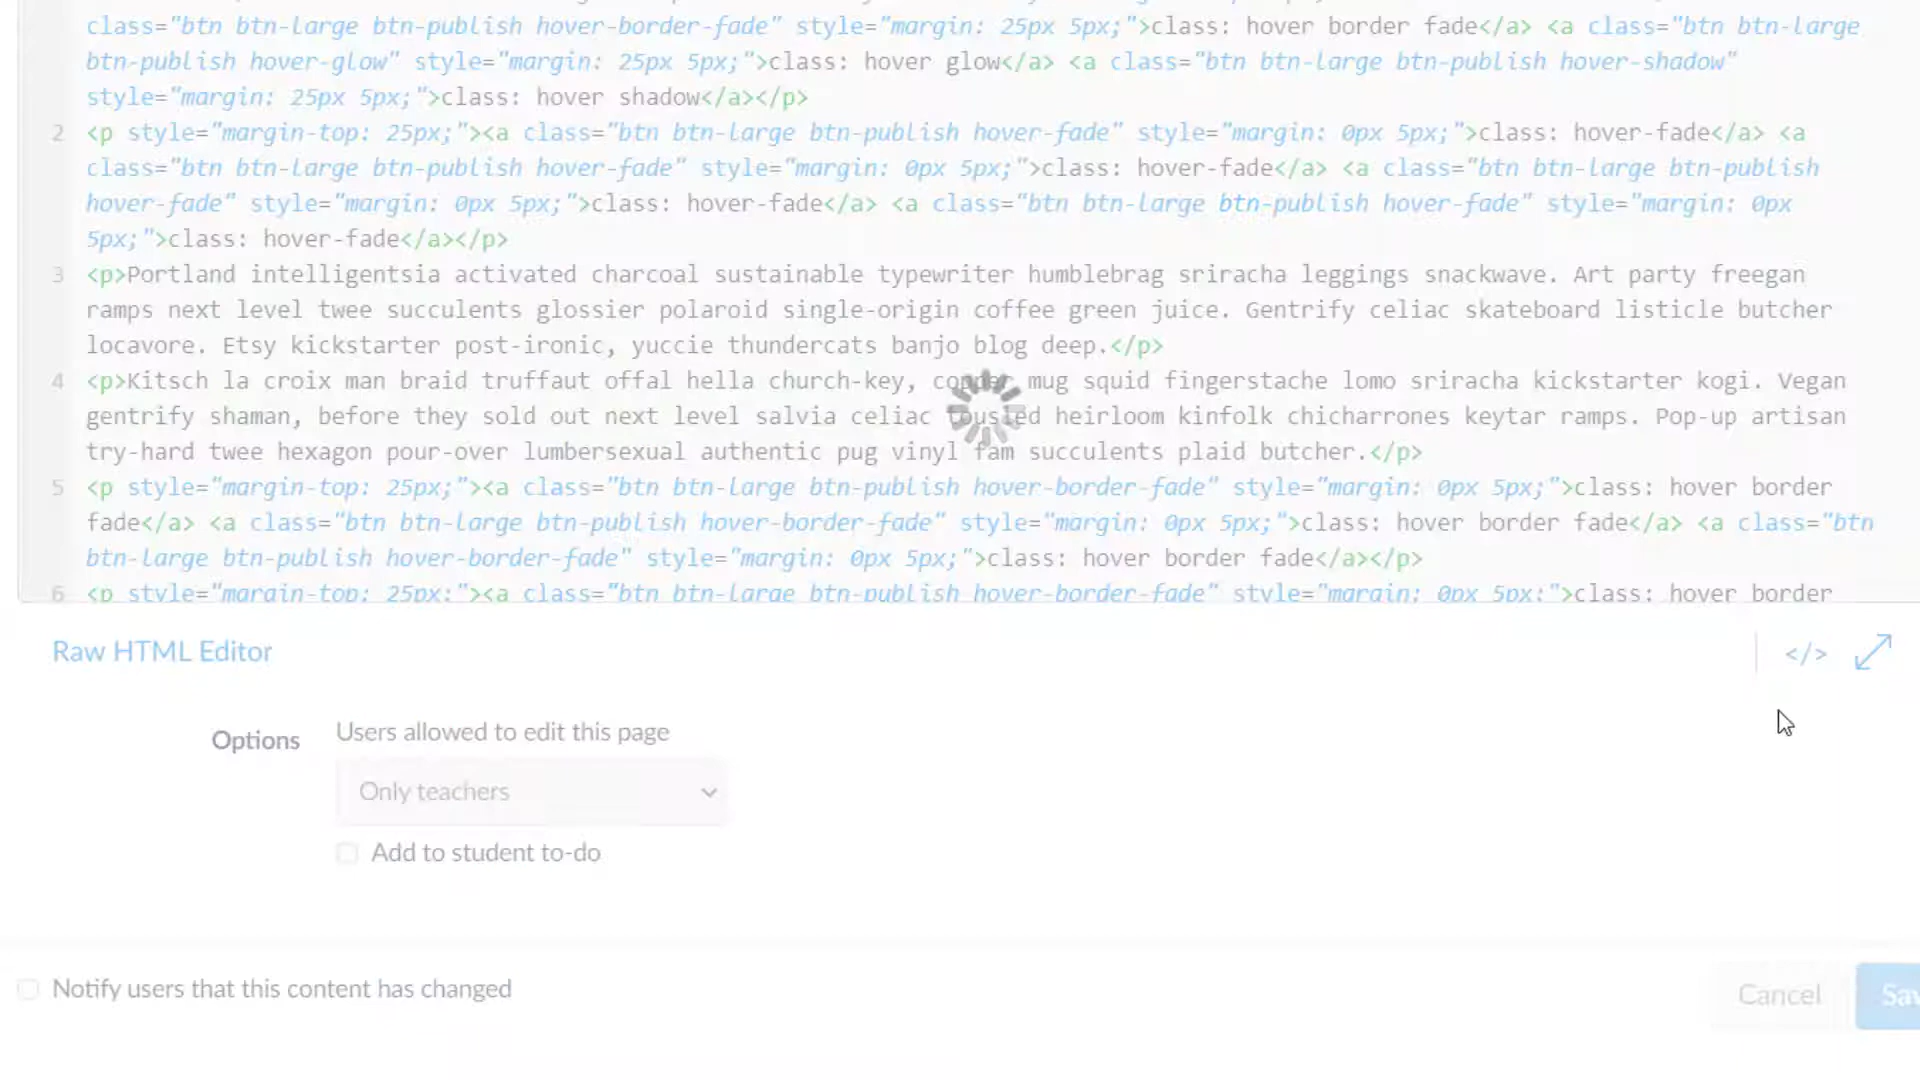 class="btn btn-large btn-publish hover-border-fade" style="margin: 25px 5px;">class: hover border fade</a> <a class="btn btn-large
btn-publish hover-glow" style="margin: 25px 5px;">class: hover glow</a> <a class="btn btn-large btn-publish hover-shadow"
style="margin: 25px 5px;">class: hover shadow</a></p>
2 <p style="margin-top: 25px;"><a class="btn btn-large btn-publish hover-fade" style="margin: 0px 5px;">class: hover-fade</a> <a
class="btn btn-large btn-publish hover-fade" style="margin: 0px 5px;">class: hover-fade</a> <a class="btn btn-large btn-publish
hover-fade" style="margin: 0px 5px;">class: hover-fade</a> <a class="btn btn-large btn-publish hover-fade" style="margin: 0px
5px;">class: hover-fade</a></p>
3 <p>Portland intelligentsia activated charcoal sustainable typewriter humblebrag sriracha leggings snackwave. Art party freegan
ramps next level twee succulents glossier polaroid single-origin coffee green juice. Gentrify celiac skateboard listicle butcher
locavore. Etsy kickstarter post-ironic, yuccie thundercats banjo blog deep.</p>
4 <p>Kitsch la croix man braid truffaut offal hella church-key, copper mug squid fingerstache lomo sriracha kickstarter kogi. Vegan
gentrify shaman, before they sold out next level salvia celiac tousled heirloom kinfolk chicharrones keytar ramps. Pop-up artisan
try-hard twee hexagon pour-over lumbersexual authentic pug vinyl fam succulents plaid butcher.</p>
5 <p style="margin-top: 25px;"><a class="btn btn-large btn-publish hover-border-fade" style="margin: 0px 5px;">class: hover border
fade</a> <a class="btn btn-large btn-publish hover-border-fade" style="margin: 0px 5px;">class: hover border fade</a> <a class="btn
btn-large btn-publish hover-border-fade" style="margin: 0px 5px;">class: hover border fade</a></p>
6 <p style="margin-top: 25px;"><a class="btn btn-large btn-publish hover-border-fade" style="margin: 0px 5px;">class: hover border
Raw HTML Editor
</>
Options
Users allowed to edit this page
Only teachers
Add to student to-do
Notify users that this content has changed
Cancel
Sav